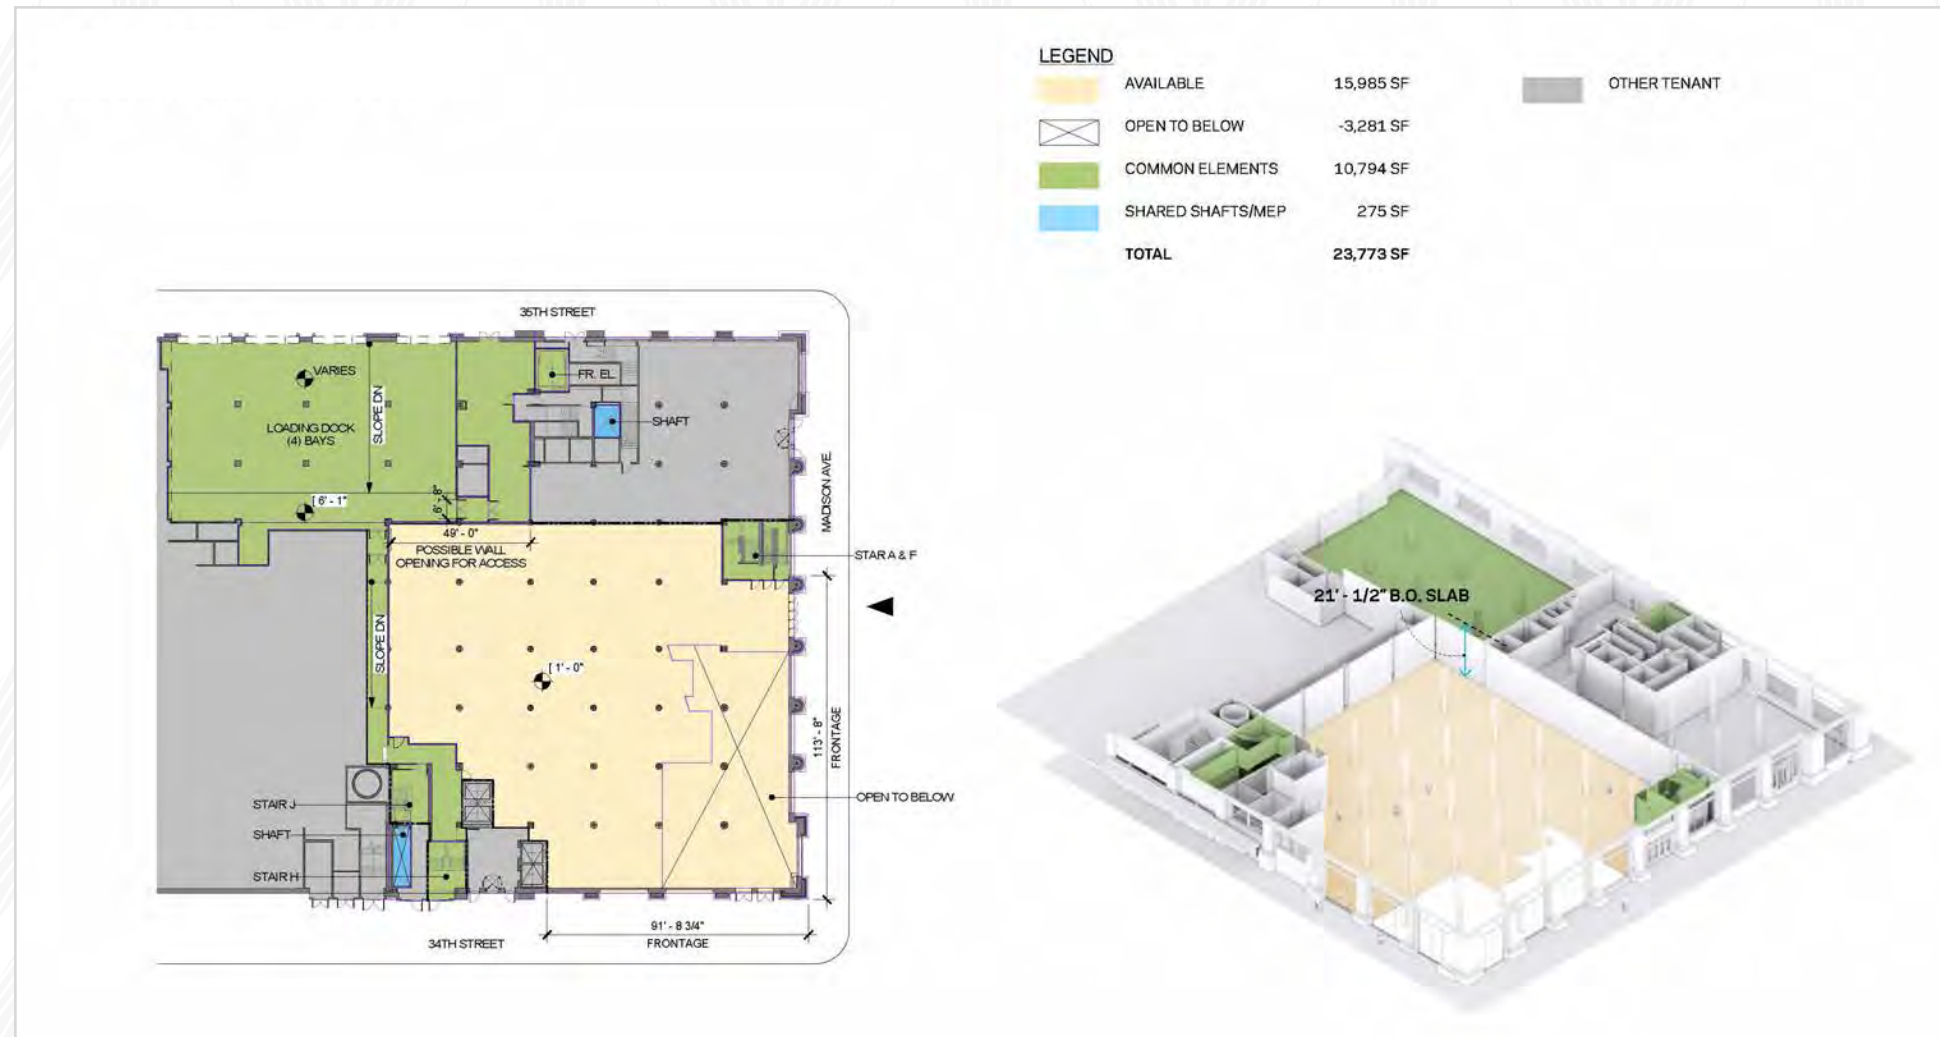 LEGEND
AVAILABLE 15,985 SF
OPEN TO BELOW -3,281 SF
COMMON ELEMENTS 10,794 SF
SHARED SHAFTS/MEP 275 SF
TOTAL 23,773 SF
OTHER TENANT
35TH STREET
VARIES
FR. EL.
SLOPE DN
SHAFT
LOADING DOCK
(4) BAYS
MADISON AVE.
[ 6' - 1"
6' - 8"
49' - 0"
POSSIBLE WALL
OPENING FOR ACCESS
STAR A & F
SLOPE DN
[ 1' - 0"
113' - 8"
FRONTAGE
STAIR J
OPEN TO BELOW
SHAFT
STAIR H
91' - 8 3/4"
FRONTAGE
34TH STREET
21' - 1/2" B.O. SLAB